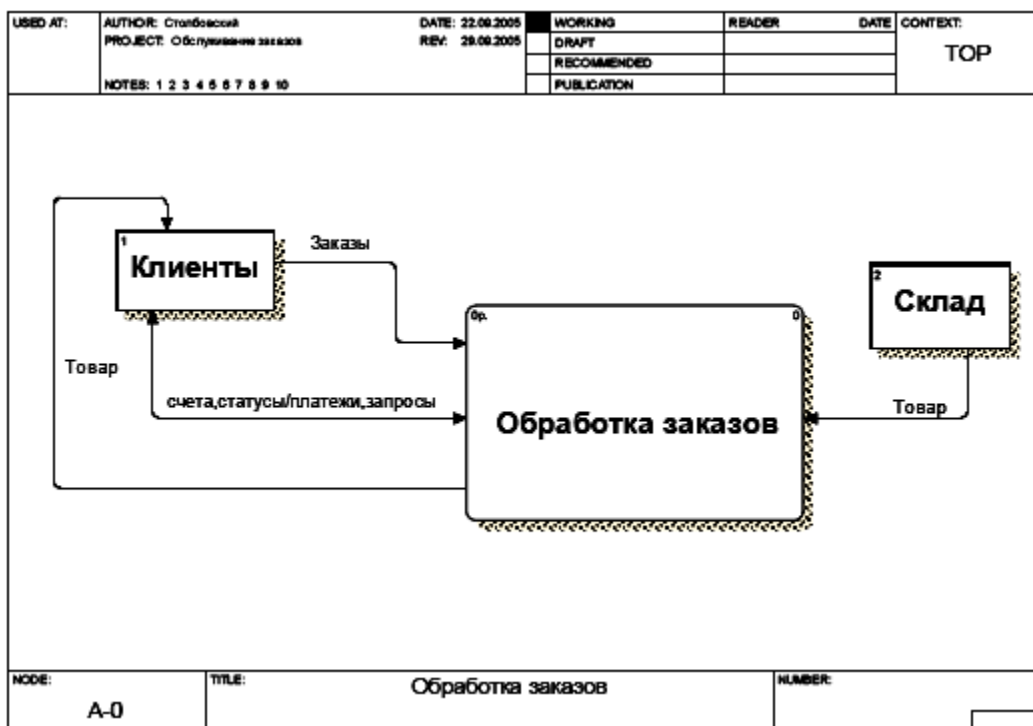 USED AT:
AUTHOR: Столбовский
DATE: 22.09.2005
WORKING
READER
DATE
CONTEXT:
PROJECT: Обслуживание заказов
REV: 29.09.2005
DRAFT
TOP
RECOMMENDED
NOTES: 1 2 3 4 5 6 7 8 9 10
PUBLICATION
1
Клиенты
Заказы
2
Склад
0р.
0
Товар
счета,статусы/платежи,запросы
Обработка заказов
Товар
NODE:
TITLE:
Обработка заказов
NUMBER:
A-0